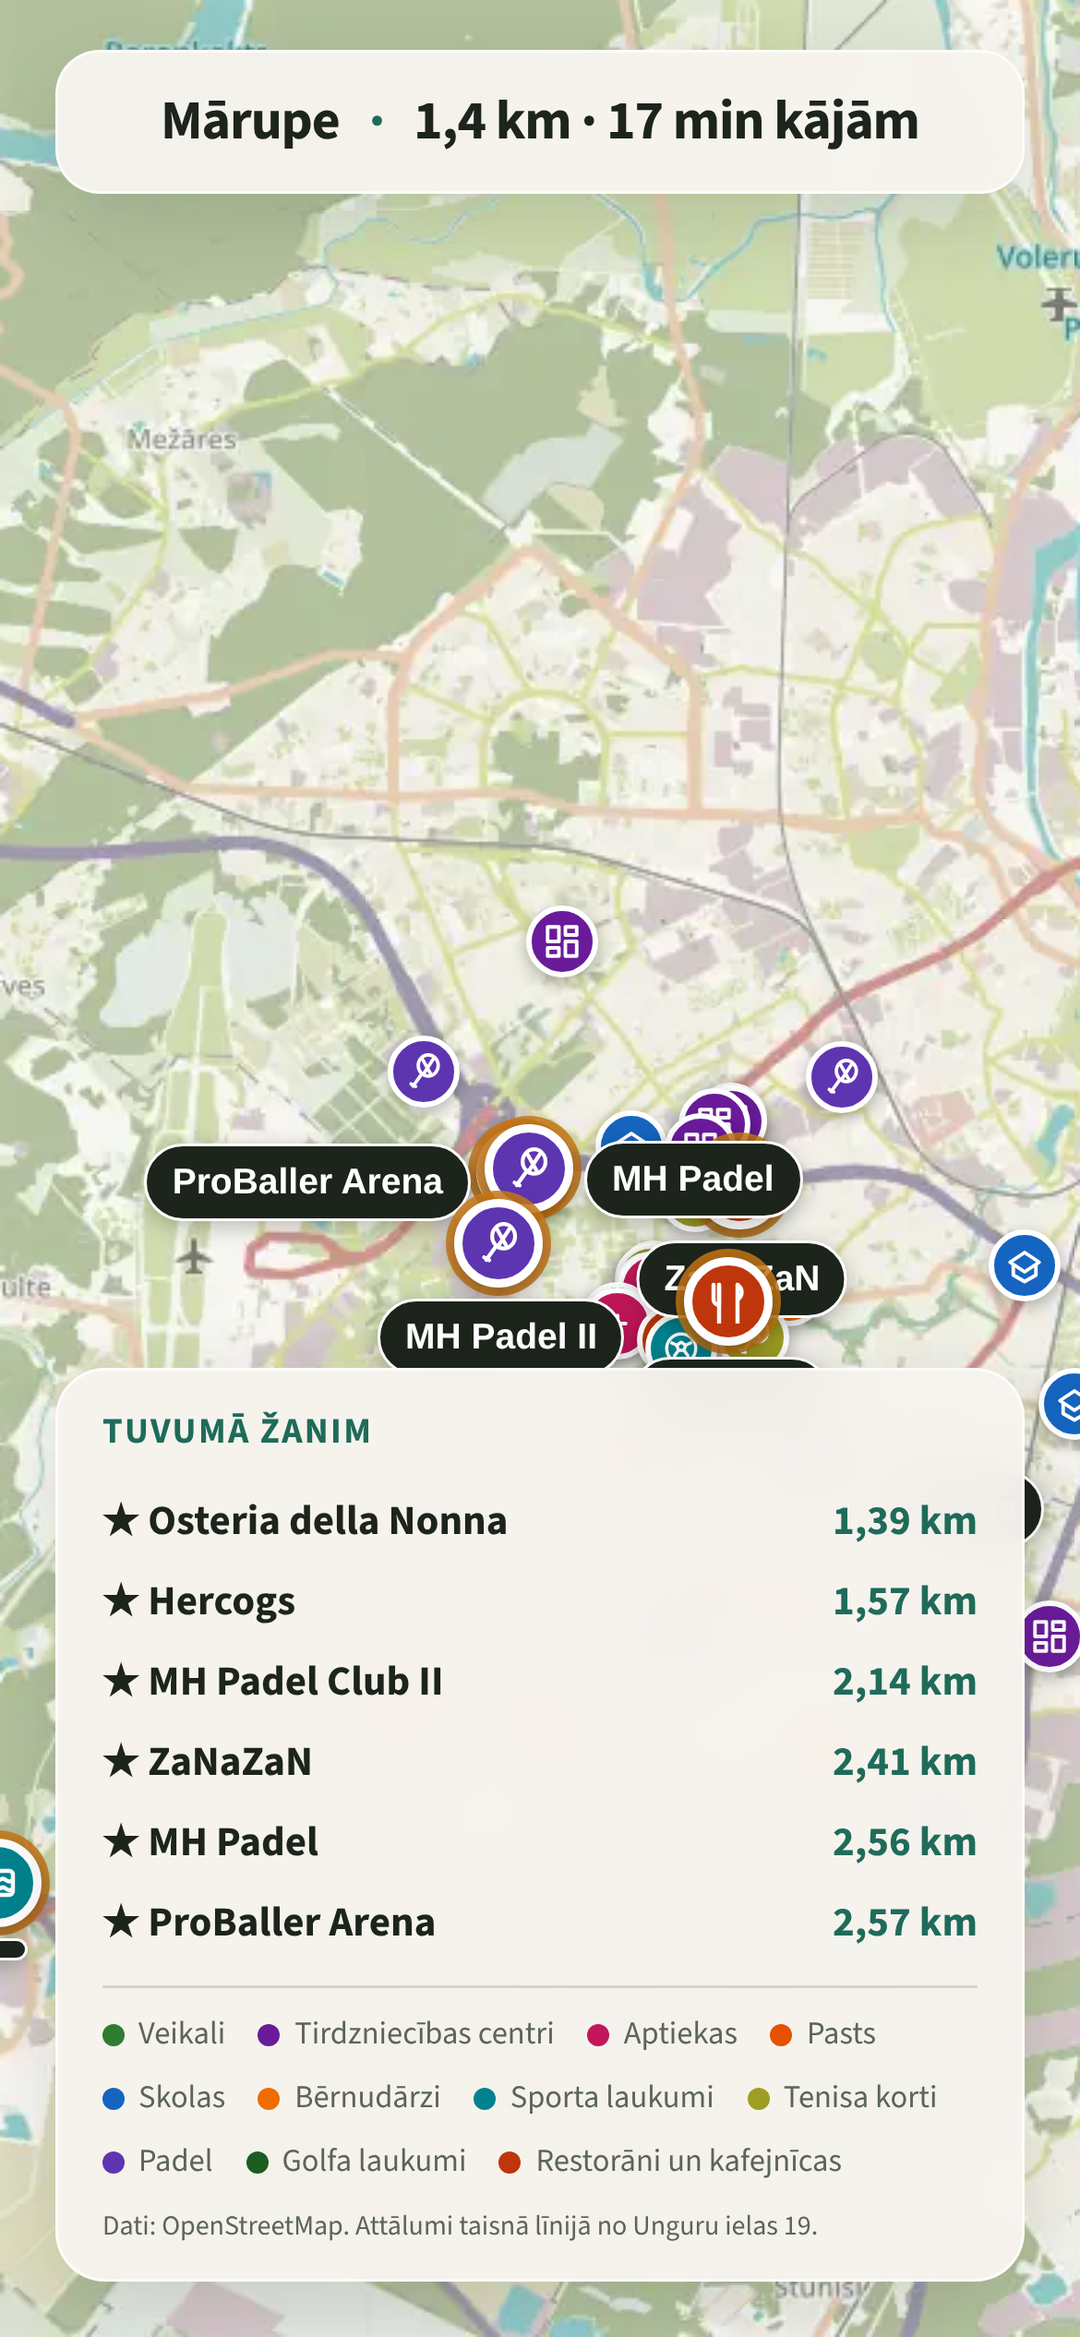 Mārupe · 1,4 km · 17 min kājām
Voleru
P
Mežāres
ves
ProBaller Arena
MH Padel
uite
MH Padel II
TUVUMĀ ŽANIM
★ Osteria della Nonna 1,39 km
★ Hercogs 1,57 km
★ MH Padel Club II 2,14 km
★ ZaNaZaN 2,41 km
★ MH Padel 2,56 km
★ ProBaller Arena 2,57 km
Veikali Tirdzniecības centri Aptiekas Pasts
Skolas Bērnudārzi Sporta laukumi Tenisa korti
Padel Golfa laukumi Restorāni un kafejnīcas
Dati: OpenStreetMap. Attālumi taisnā līnijā no Unguru ielas 19.